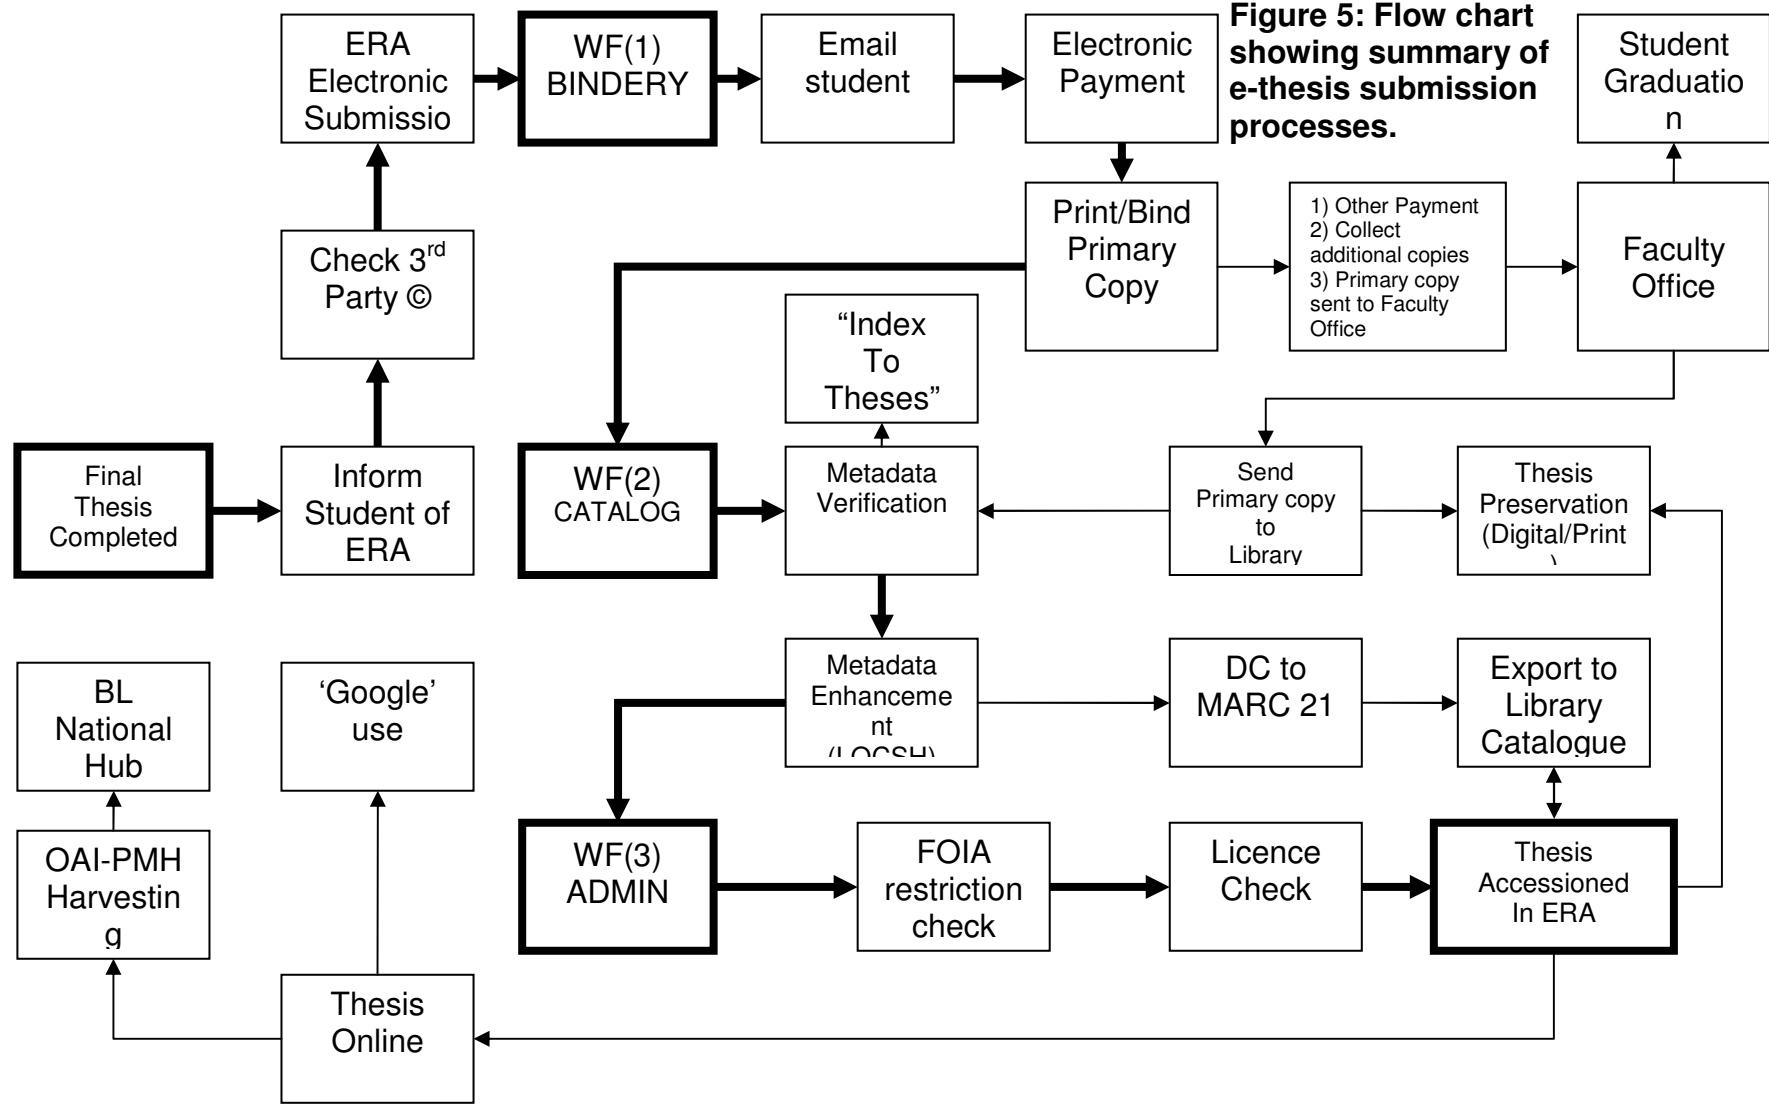 Figure 5: Flow chart
showing summary of
e-thesis submission
processes.
ERA
Electronic
Submissio
WF(1)
BINDERY
Email
student
Electronic
Payment
Student
Graduatio
n
Check 3rd
Party ©
Print/Bind
Primary
Copy
1) Other Payment
2) Collect
additional copies
3) Primary copy
sent to Faculty
Office
Faculty
Office
“Index
To
Theses”
Final
Thesis
Completed
Inform
Student of
ERA
WF(2)
CATALOG
Metadata
Verification
Send
Primary copy
to
Library
Thesis
Preservation
(Digital/Print
)
BL
National
Hub
‘Google’
use
Metadata
Enhanceme
nt
(LOCSH)
DC to
MARC 21
Export to
Library
Catalogue
OAI-PMH
Harvestin
g
WF(3)
ADMIN
FOIA
restriction
check
Licence
Check
Thesis
Accessioned
In ERA
Thesis
Online